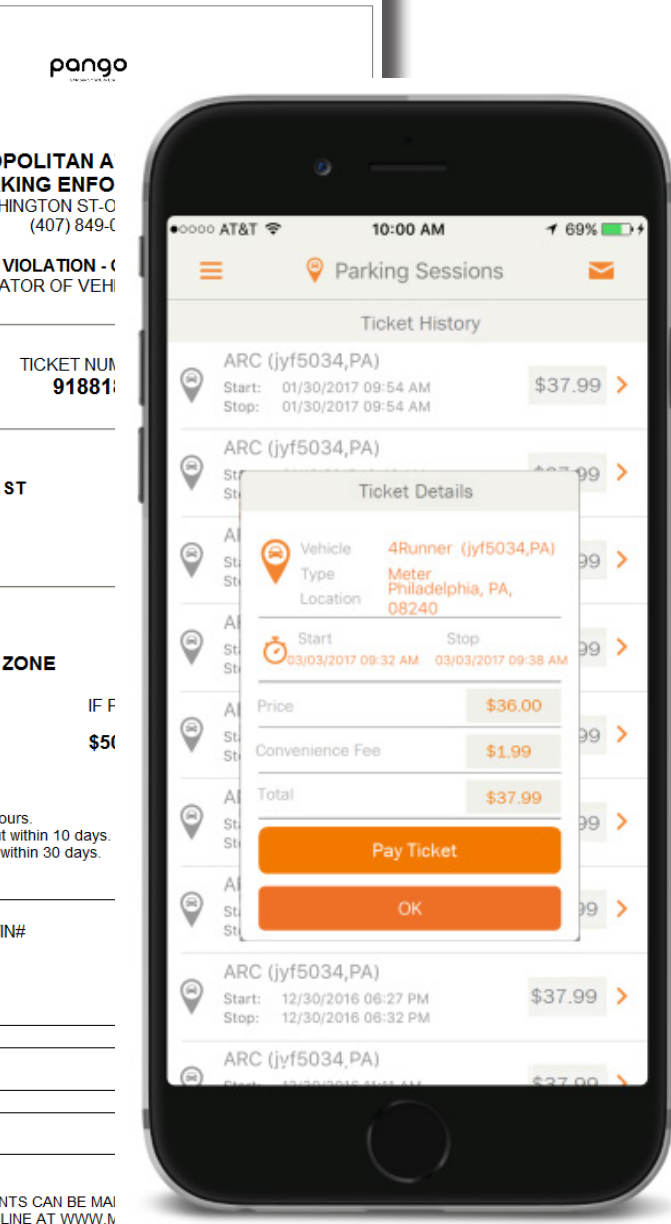 pango
POLITAN A
KING ENFO
HINGTON ST-O
(407) 849-0
VIOLATION - 
ATOR OF VEH
TICKET NUM
91881
ST
ZONE
IF
$50
ours.
t within 10 days.
within 30 days.
IN#
NTS CAN BE MAI
LINE AT WWW.M
AT&T 10:00 AM 69%
Parking Sessions
Ticket History
ARC (jyf5034,PA)
Start: 01/30/2017 09:54 AM
Stop: 01/30/2017 09:54 AM
$37.99
ARC (jyf5034,PA)
Ticket Details
Vehicle 4Runner (jyf5034,PA)
Type Meter
Location Philadelphia, PA, 08240
Start Stop
03/03/2017 09:32 AM 03/03/2017 09:38 AM
Price $36.00
Convenience Fee $1.99
Total $37.99
Pay Ticket
OK
ARC (jyf5034,PA)
Start: 12/30/2016 06:27 PM
Stop: 12/30/2016 06:32 PM
$37.99
ARC (jyf5034,PA)